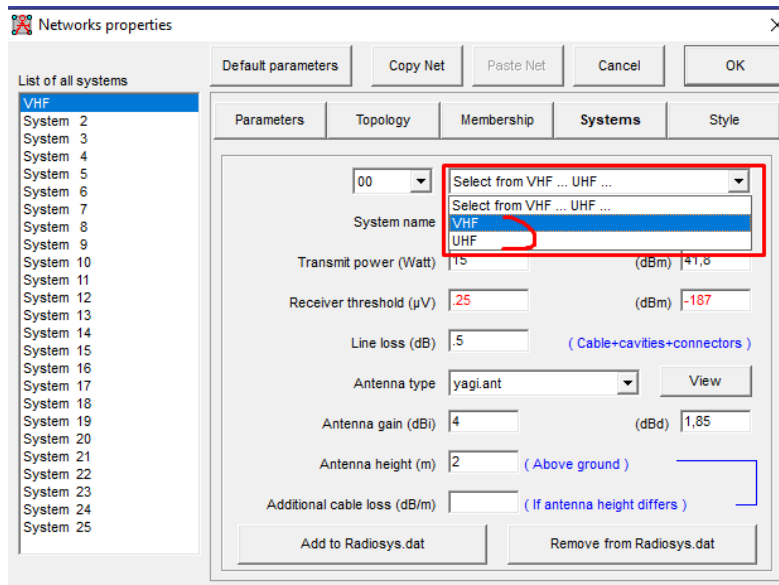 Networks properties
Default parameters Copy Net Paste Net Cancel OK
List of all systems
VHF
System 2
System 3
System 4
System 5
System 6
System 7
System 8
System 9
System 10
System 11
System 12
System 13
System 14
System 15
System 16
System 17
System 18
System 19
System 20
System 21
System 22
System 23
System 24
System 25
Parameters Topology Membership Systems Style
00 Select from VHF ... UHF ...
Select from VHF ... UHF ...
System name VHF
UHF
Transmit power (Watt) 15 (dBm) 41,8
Receiver threshold (µV) .25 (dBm) -187
Line loss (dB) .5 ( Cable+cavities+connectors )
Antenna type yagi.ant View
Antenna gain (dBi) 4 (dBd) 1,85
Antenna height (m) 2 ( Above ground )
Additional cable loss (dB/m) ( If antenna height differs )
Add to Radiosys.dat Remove from Radiosys.dat